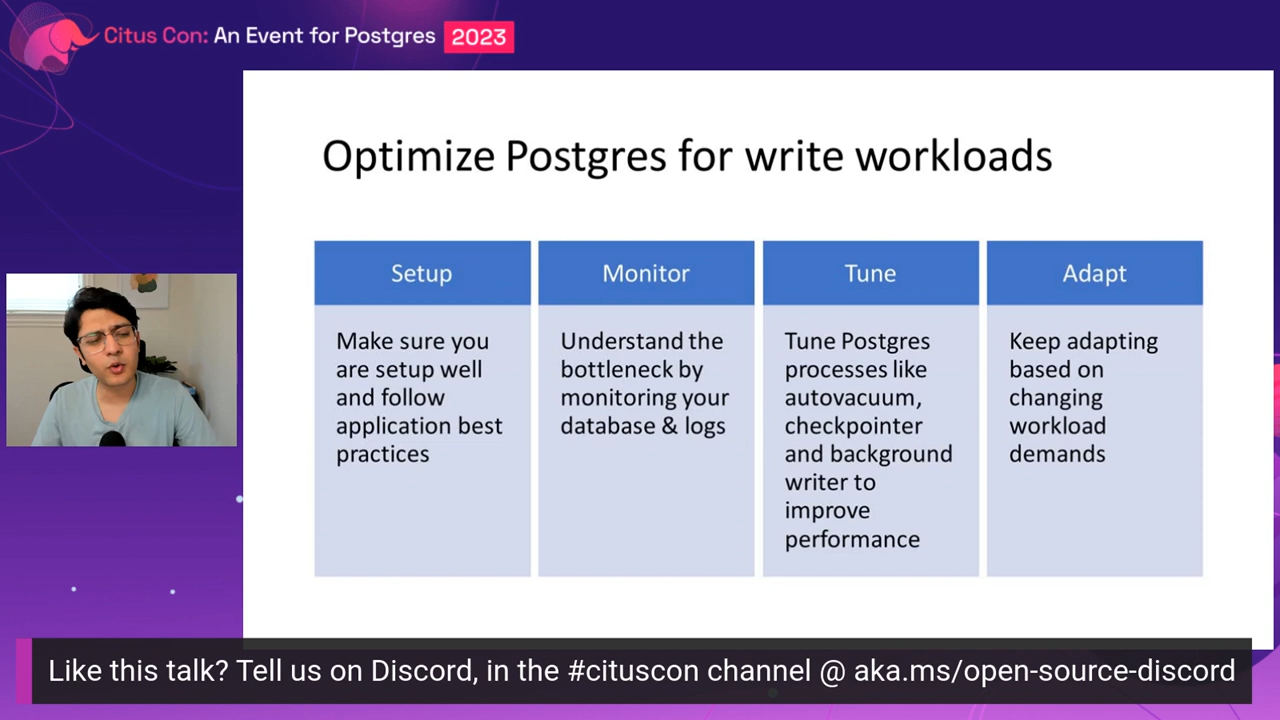 Citus Con: An Event for Postgres 2023
Optimize Postgres for write workloads
Setup
Make sure you
are setup well
and follow
application best
practices
Monitor
Understand the
bottleneck by
monitoring your
database & logs
Tune
Tune Postgres
processes like
autovacuum,
checkpointer
and background
writer to
improve
performance
Adapt
Keep adapting
based on
changing
workload
demands
Like this talk? Tell us on Discord, in the #cituscon channel @ aka.ms/open-source-discord